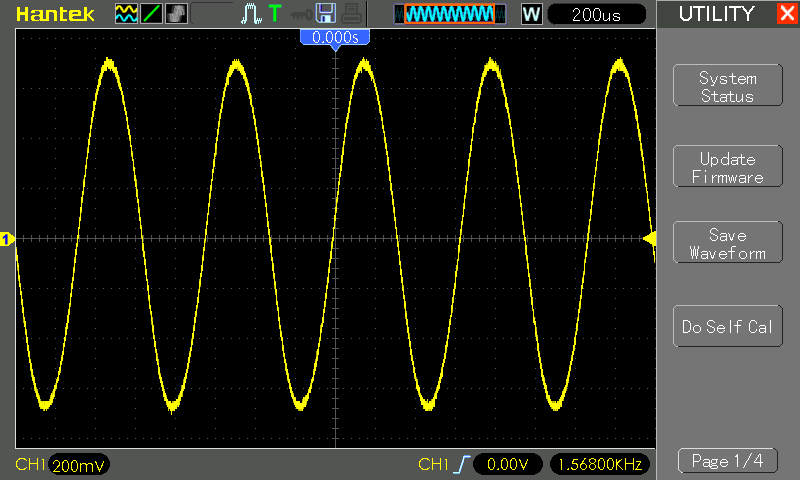 Hantek T W 200us UTILITY
0.000s
System
Status
Update
Firmware
1
Save
Waveform
Do Self Cal
CH1 200mV CH1 0.00V 1.56800KHz Page 1/4